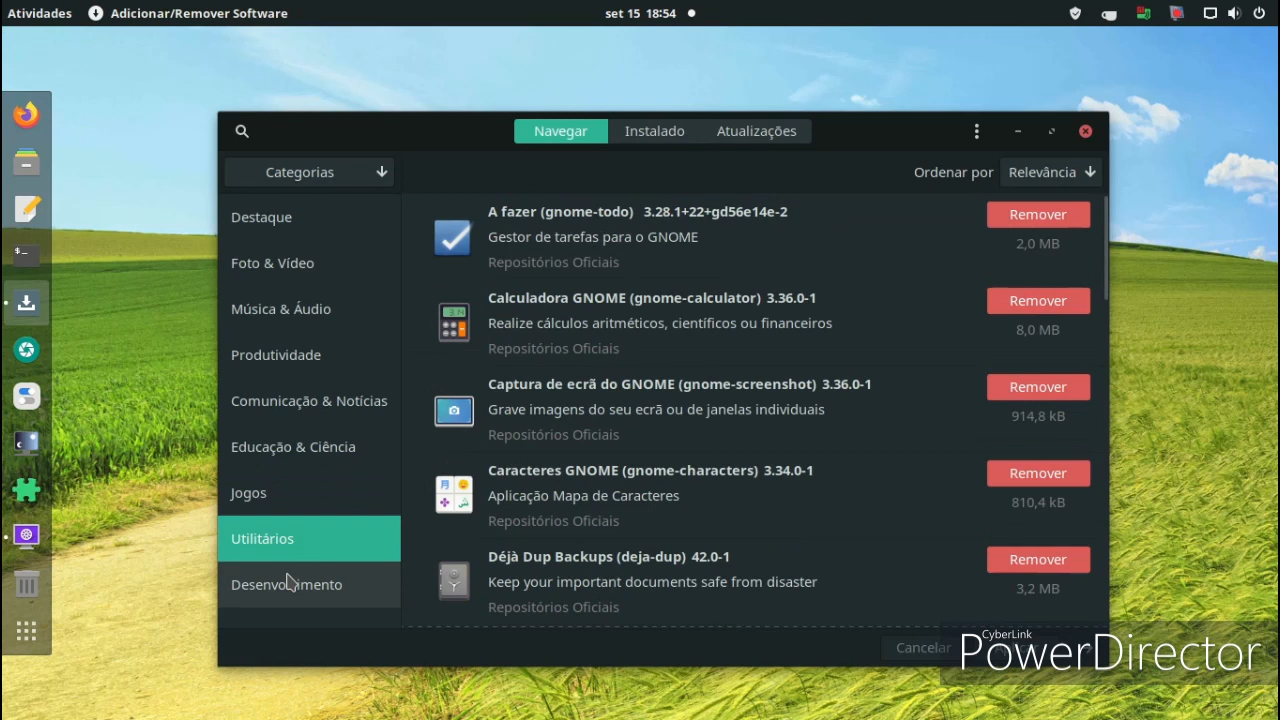 Atividades
Adicionar/Remover Software
set 15 18:54
Navegar
Instalado
Atualizações
Categorias
Ordenar por
Relevância
Destaque
Foto & Vídeo
Música & Áudio
Produtividade
Comunicação & Notícias
Educação & Ciência
Jogos
Utilitários
Desenvolvimento
A fazer (gnome-todo) 3.28.1+22+gd56e14e-2
Remover
Gestor de tarefas para o GNOME
2,0 MB
Repositórios Oficiais
Calculadora GNOME (gnome-calculator) 3.36.0-1
Remover
Realize cálculos aritméticos, científicos ou financeiros
8,0 MB
Repositórios Oficiais
Captura de ecrã do GNOME (gnome-screenshot) 3.36.0-1
Remover
Grave imagens do seu ecrã ou de janelas individuais
914,8 kB
Repositórios Oficiais
Caracteres GNOME (gnome-characters) 3.34.0-1
Remover
Aplicação Mapa de Caracteres
810,4 kB
Repositórios Oficiais
Déjà Dup Backups (deja-dup) 42.0-1
Remover
Keep your important documents safe from disaster
3,2 MB
Repositórios Oficiais
Cancelar
CyberLink
PowerDirector